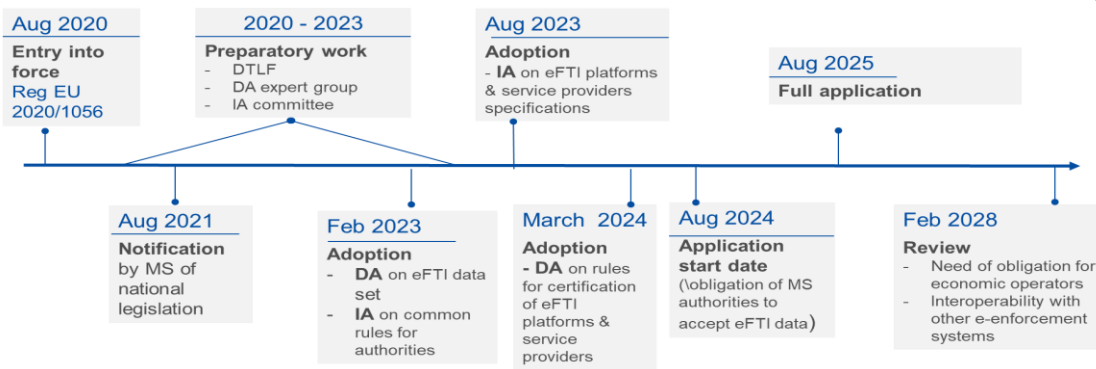 Aug 2020
Entry into
force
Reg EU
2020/1056
2020 - 2023
Preparatory work
- DTLF
- DA expert group
- IA committee
Aug 2023
Adoption
- IA on eFTI platforms
& service providers
specifications
Aug 2025
Full application
Aug 2021
Notification
by MS of
national
legislation
Feb 2023
Adoption
- DA on eFTI data
set
- IA on common
rules for
authorities
March 2024
Adoption
- DA on rules
for certification
of eFTI
platforms &
service
providers
Aug 2024
Application
start date
(\obligation of MS
authorities to
accept eFTI data)
Feb 2028
Review
- Need of obligation for
economic operators
- Interoperability with
other e-enforcement
systems